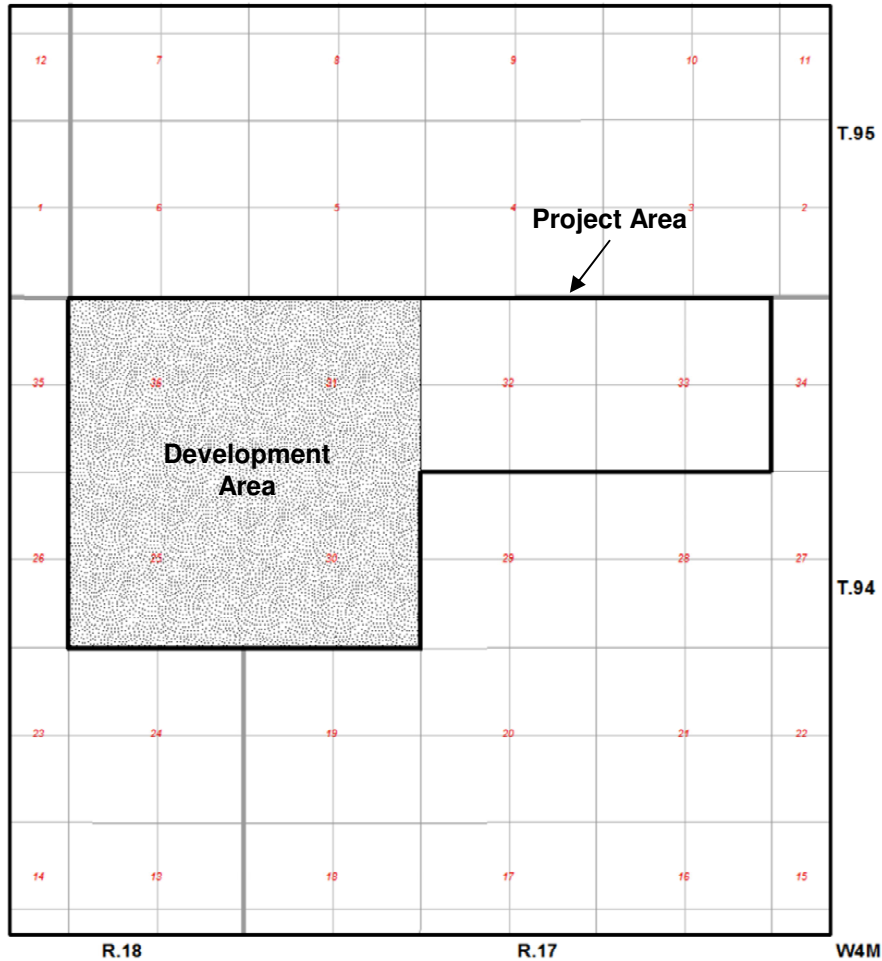 12 7 8 9 10 11
T.95
1 6 5 4 3 2
Project Area
35 36 31 32 33 34
Development
Area
26 25 30 29 28 27
T.94
23 24 19 20 21 22
14 13 18 17 16 15
R.18 R.17 W4M